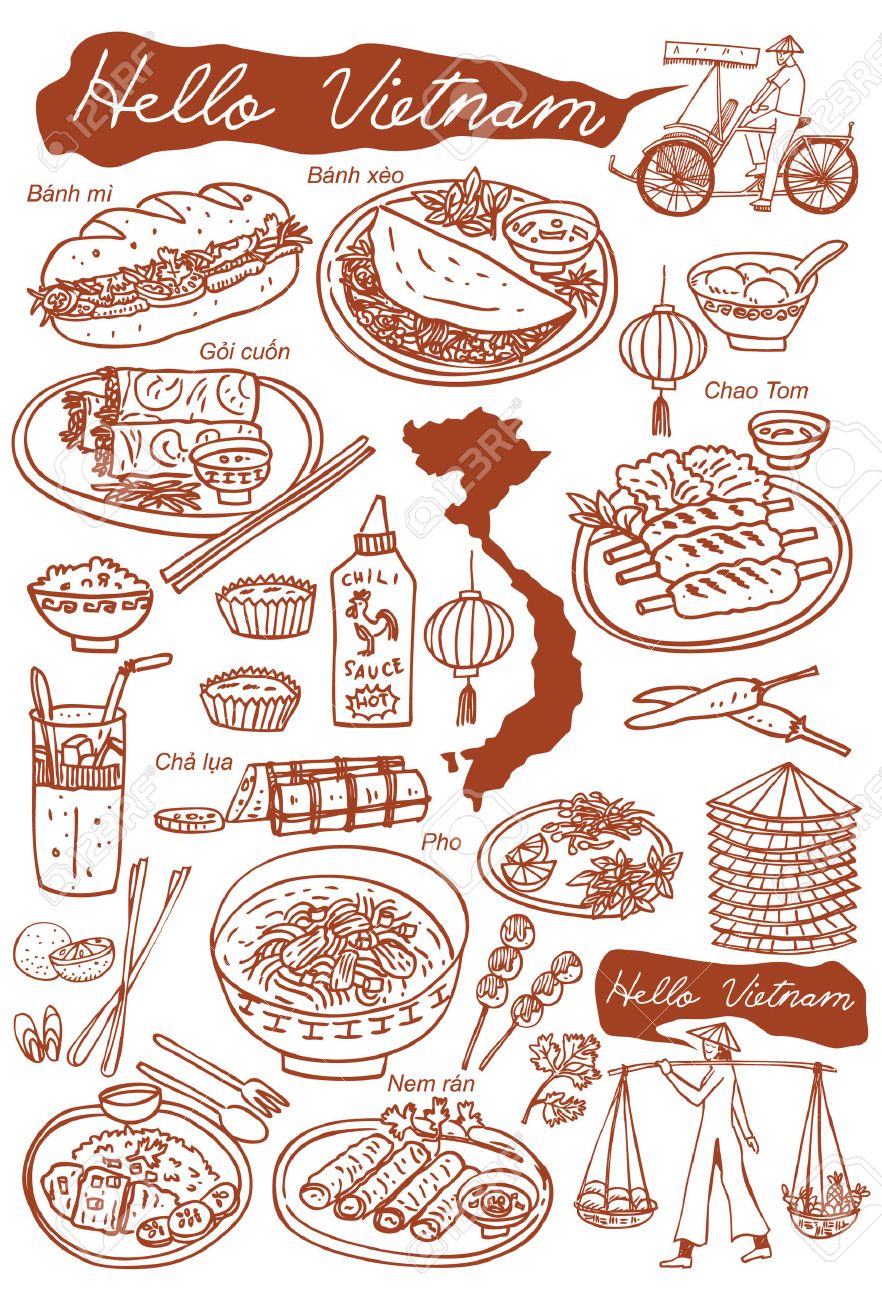 Hello Vietnam
Bánh mì
Bánh xèo
Gỏi cuốn
Chao Tom
CHILI
SAUCE
HOT
Chả lụa
Pho
Hello Vietnam
Nem rán
123RF